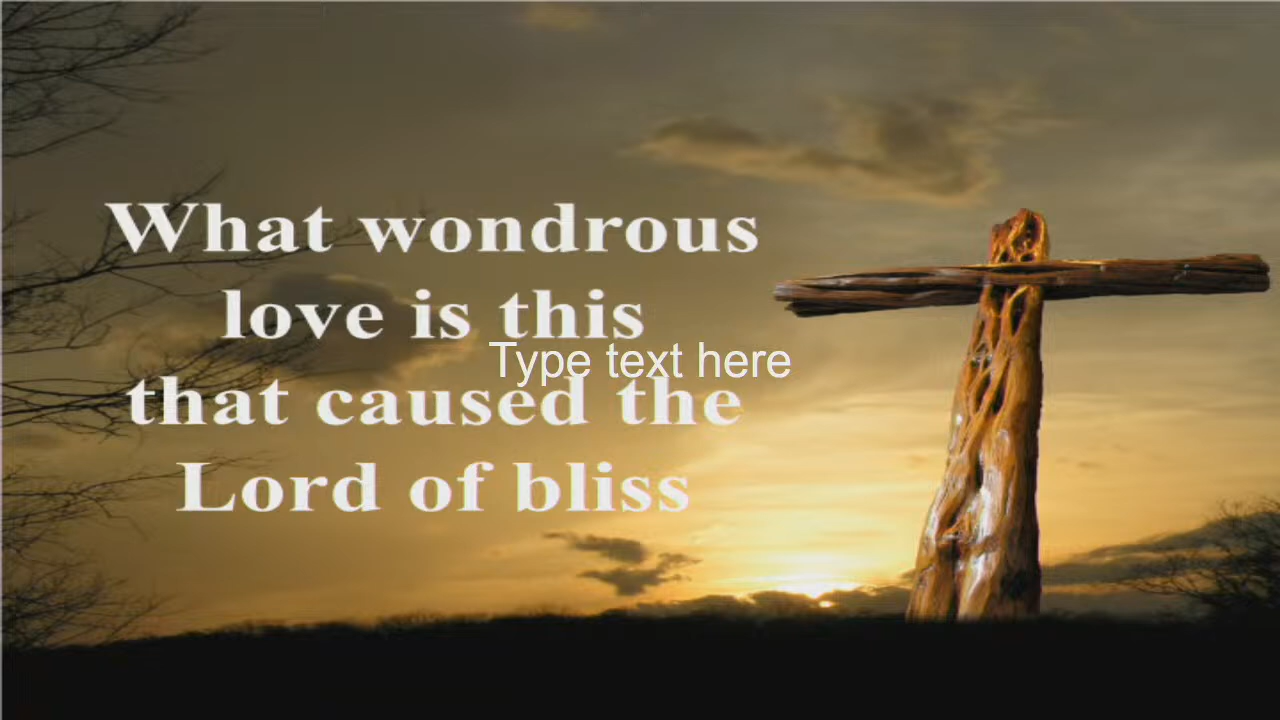 What wondrous
love is this
Type text here
that caused the
Lord of bliss